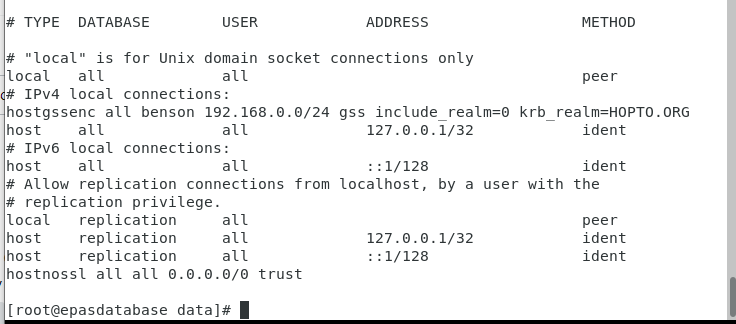 # TYPE  DATABASE        USER            ADDRESS                 METHOD
# "local" is for Unix domain socket connections only
local   all             all                                     peer
# IPv4 local connections:
hostgssenc all benson 192.168.0.0/24 gss include_realm=0 krb_realm=HOPTO.ORG
host    all             all             127.0.0.1/32            ident
# IPv6 local connections:
host    all             all             ::1/128                 ident
# Allow replication connections from localhost, by a user with the
# replication privilege.
local   replication     all                                     peer
host    replication     all             127.0.0.1/32            ident
host    replication     all             ::1/128                 ident
hostnossl all all 0.0.0.0/0 trust
[root@epasdatabase data]#